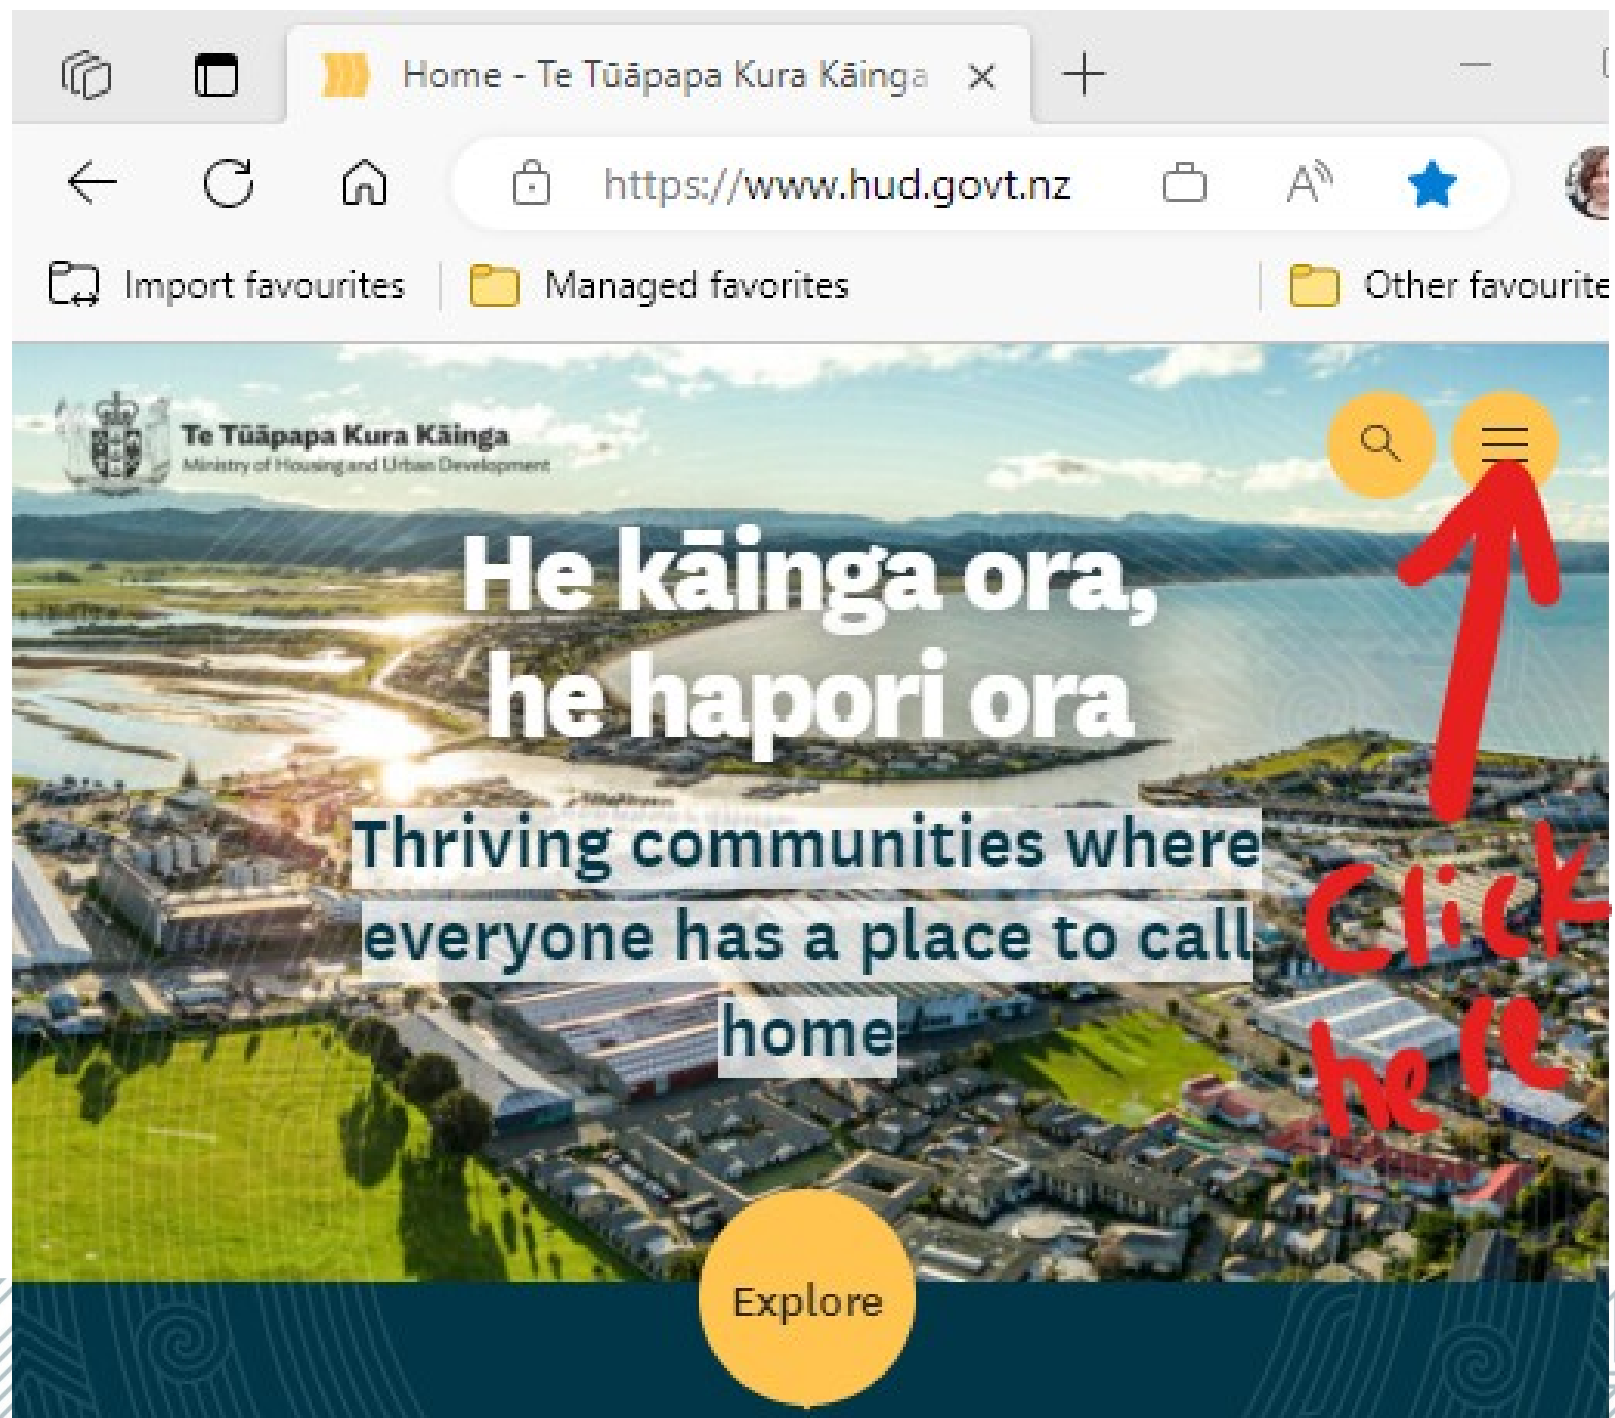 Home - Te Tūāpapa Kura Kāinga
https://www.hud.govt.nz
Import favourites
Managed favorites
Other favourite
Te Tūāpapa Kura Kāinga
Ministry of Housing and Urban Development
He kāinga ora,
he hapori ora
Thriving communities where
everyone has a place to call
home
Click
here
Explore